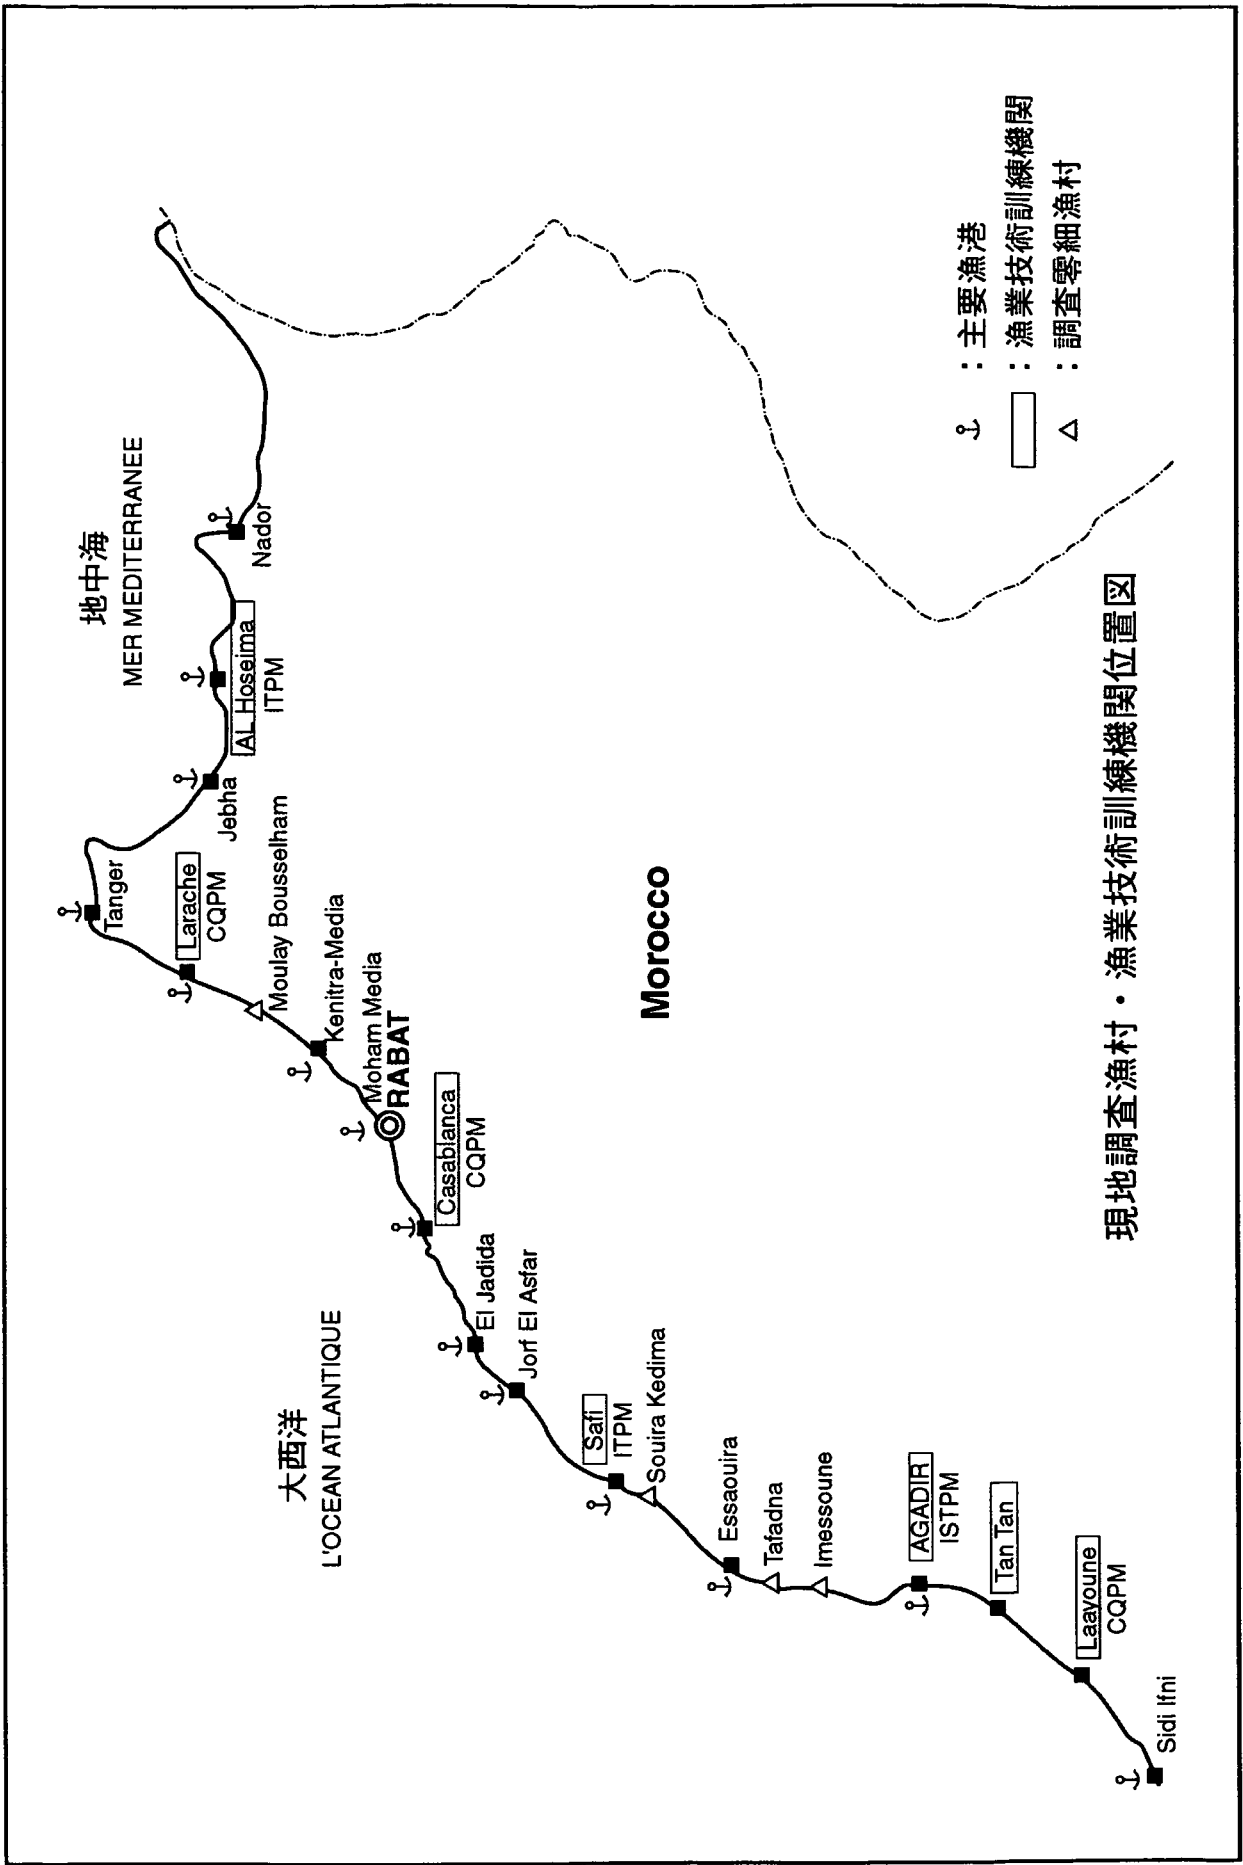 地中海
MER MEDITERRANEE
Tanger
Larache
CQPM
Jebha
AL Hoseima
ITPM
Nador
Moulay Bousselham
Kenitra-Media
Moham Media
RABAT
大西洋
L'OCEAN ATLANTIQUE
Casablanca
CQPM
El Jadida
Jorf El Asfar
Safi
ITPM
Souira Kedima
Morocco
Essaouira
Tafadna
Imessoune
AGADIR
ISTPM
Tan Tan
Laayoune
CQPM
Sidi Ifni
：主要漁港
：漁業技術訓練機関
：調査零細漁村
現地調査漁村・漁業技術訓練機関位置図